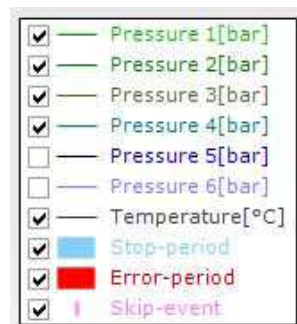 Pressure 1[bar]
Pressure 2[bar]
Pressure 3[bar]
Pressure 4[bar]
Pressure 5[bar]
Pressure 6[bar]
Temperature[°C]
Stop-period
Error-period
Skip-event